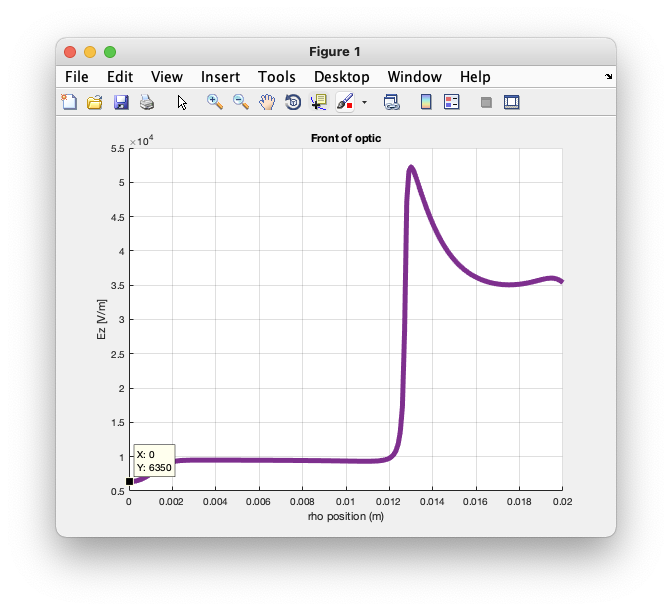 Figure 1
File Edit View Insert Tools Desktop Window Help
Front of optic
×10^4
5.5
5
4.5
4
3.5
3
2.5
2
1.5
1
0.5
Ez [V/m]
X: 0
Y: 6350
0 0.002 0.004 0.006 0.008 0.01 0.012 0.014 0.016 0.018 0.02
rho position (m)